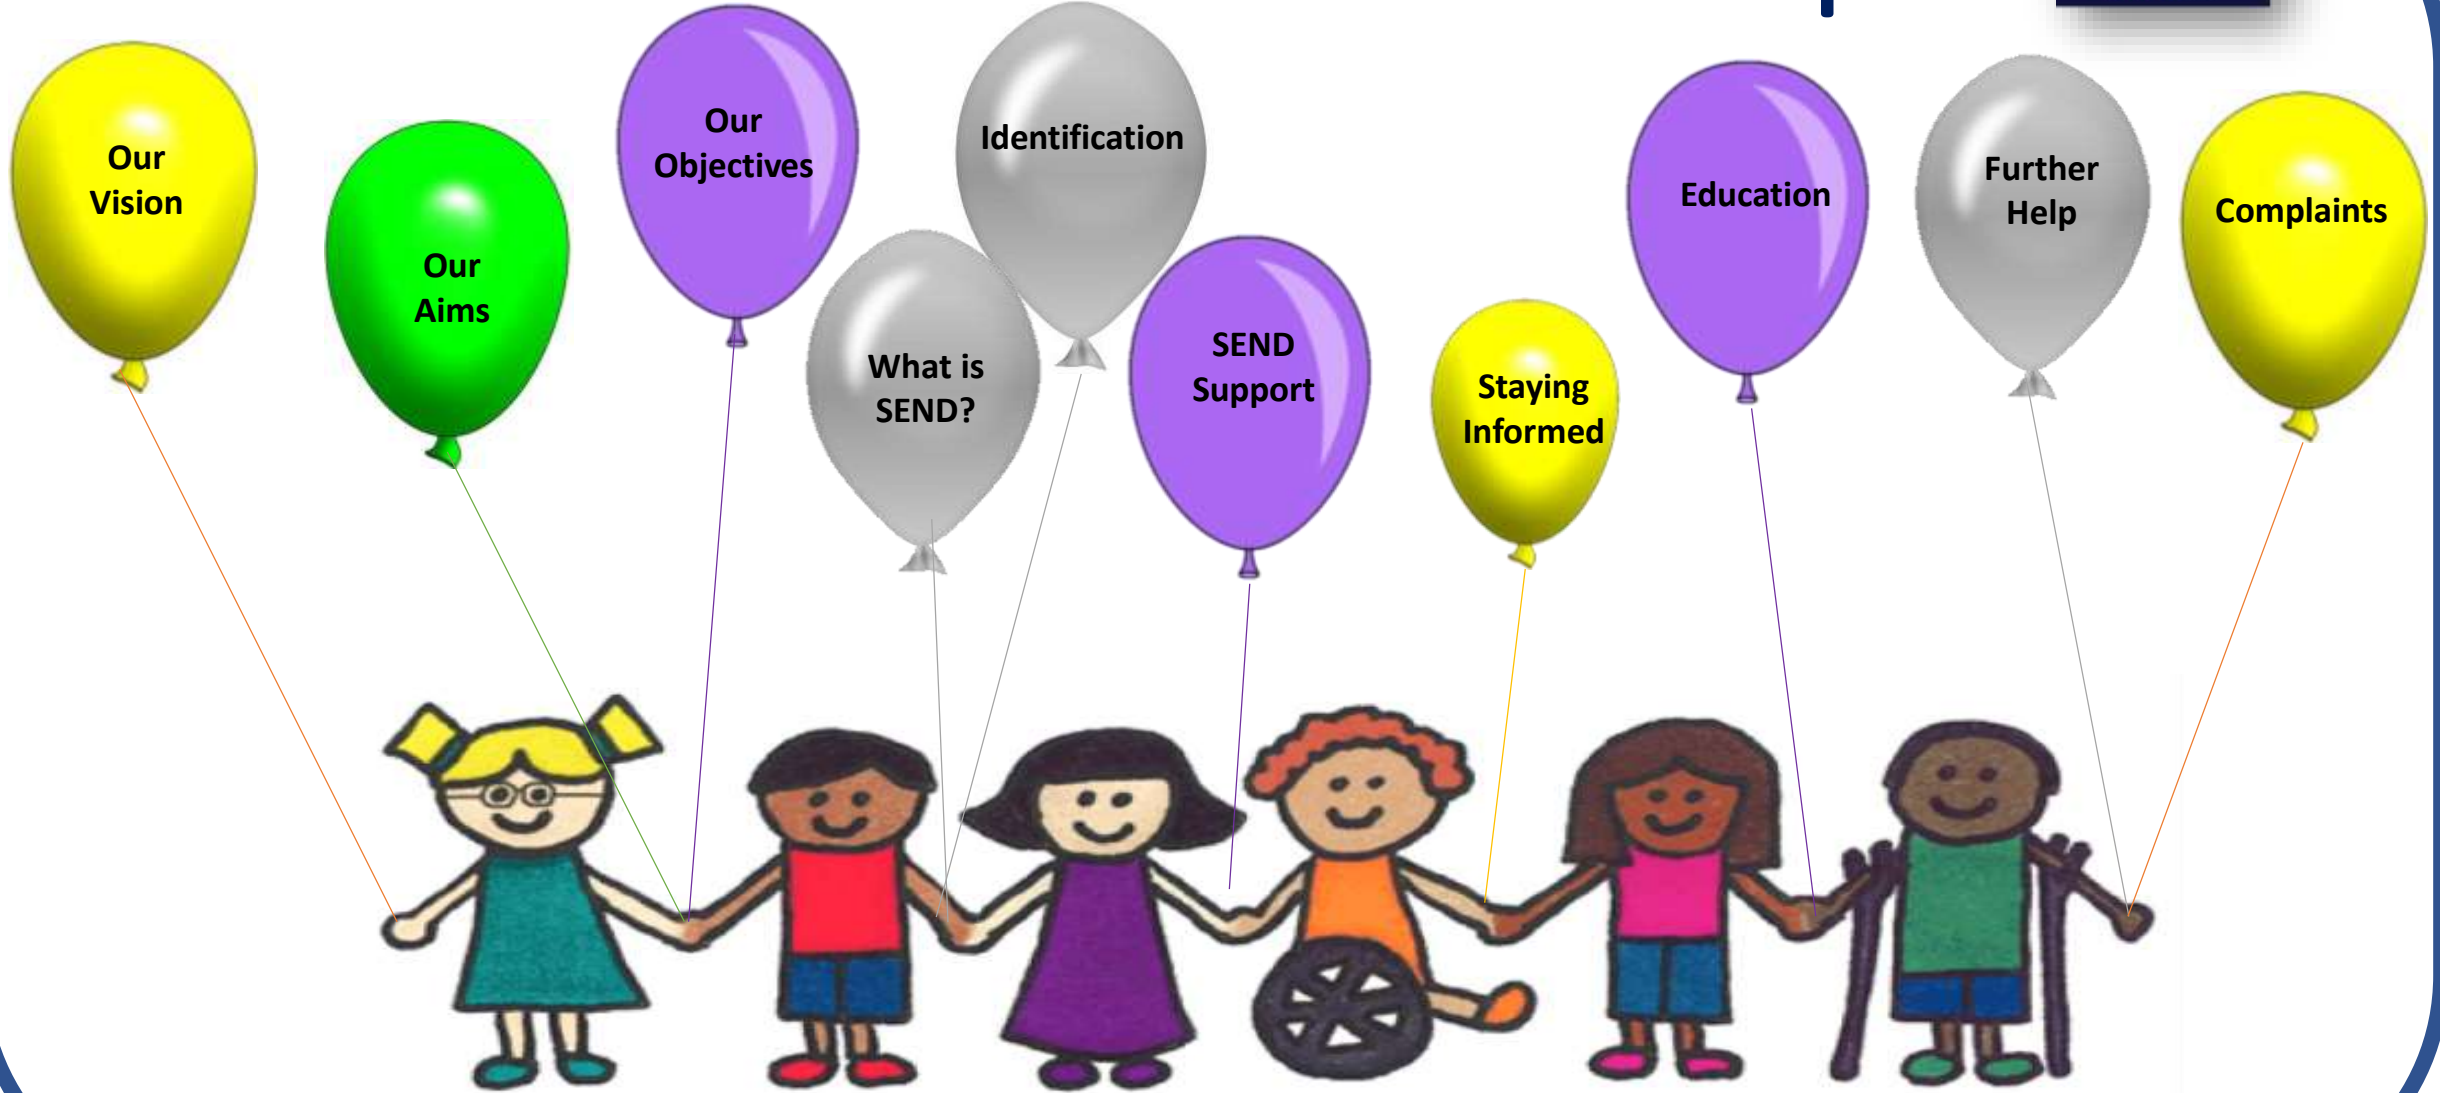 Our
Vision
Our
Aims
Our
Objectives
What is
SEND?
Identification
SEND
Support
Staying
Informed
Education
Further
Help
Complaints